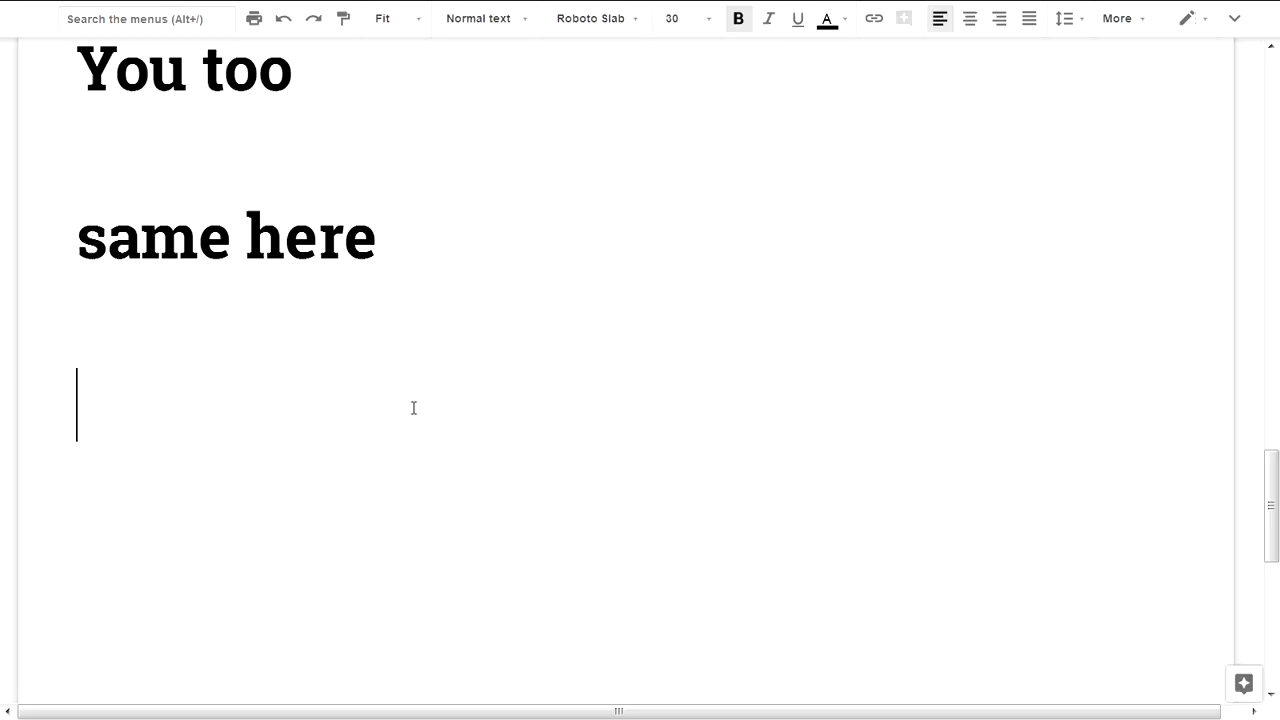 Search the menus (Alt+/) Fit Normal text Roboto Slab 30 B I U A More
You too
same here